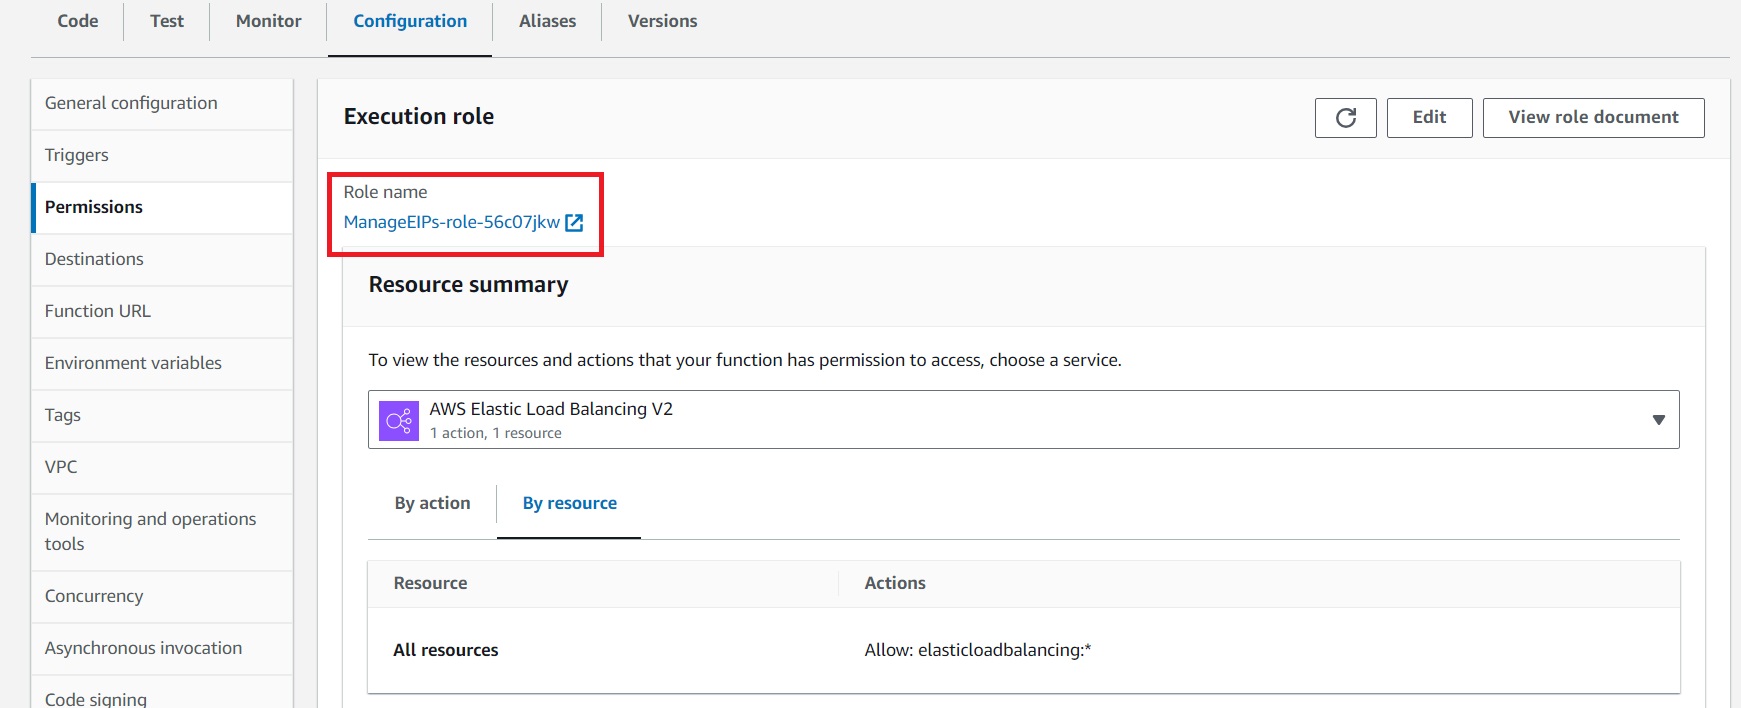 Code Test Monitor Configuration Aliases Versions
General configuration
Triggers
Permissions
Destinations
Function URL
Environment variables
Tags
VPC
Monitoring and operations
tools
Concurrency
Asynchronous invocation
Code signing
Execution role
Edit View role document
Role name
ManageEIPs-role-56c07jkw
Resource summary
To view the resources and actions that your function has permission to access, choose a service.
AWS Elastic Load Balancing V2
1 action, 1 resource
By action By resource
Resource Actions
All resources Allow: elasticloadbalancing:*